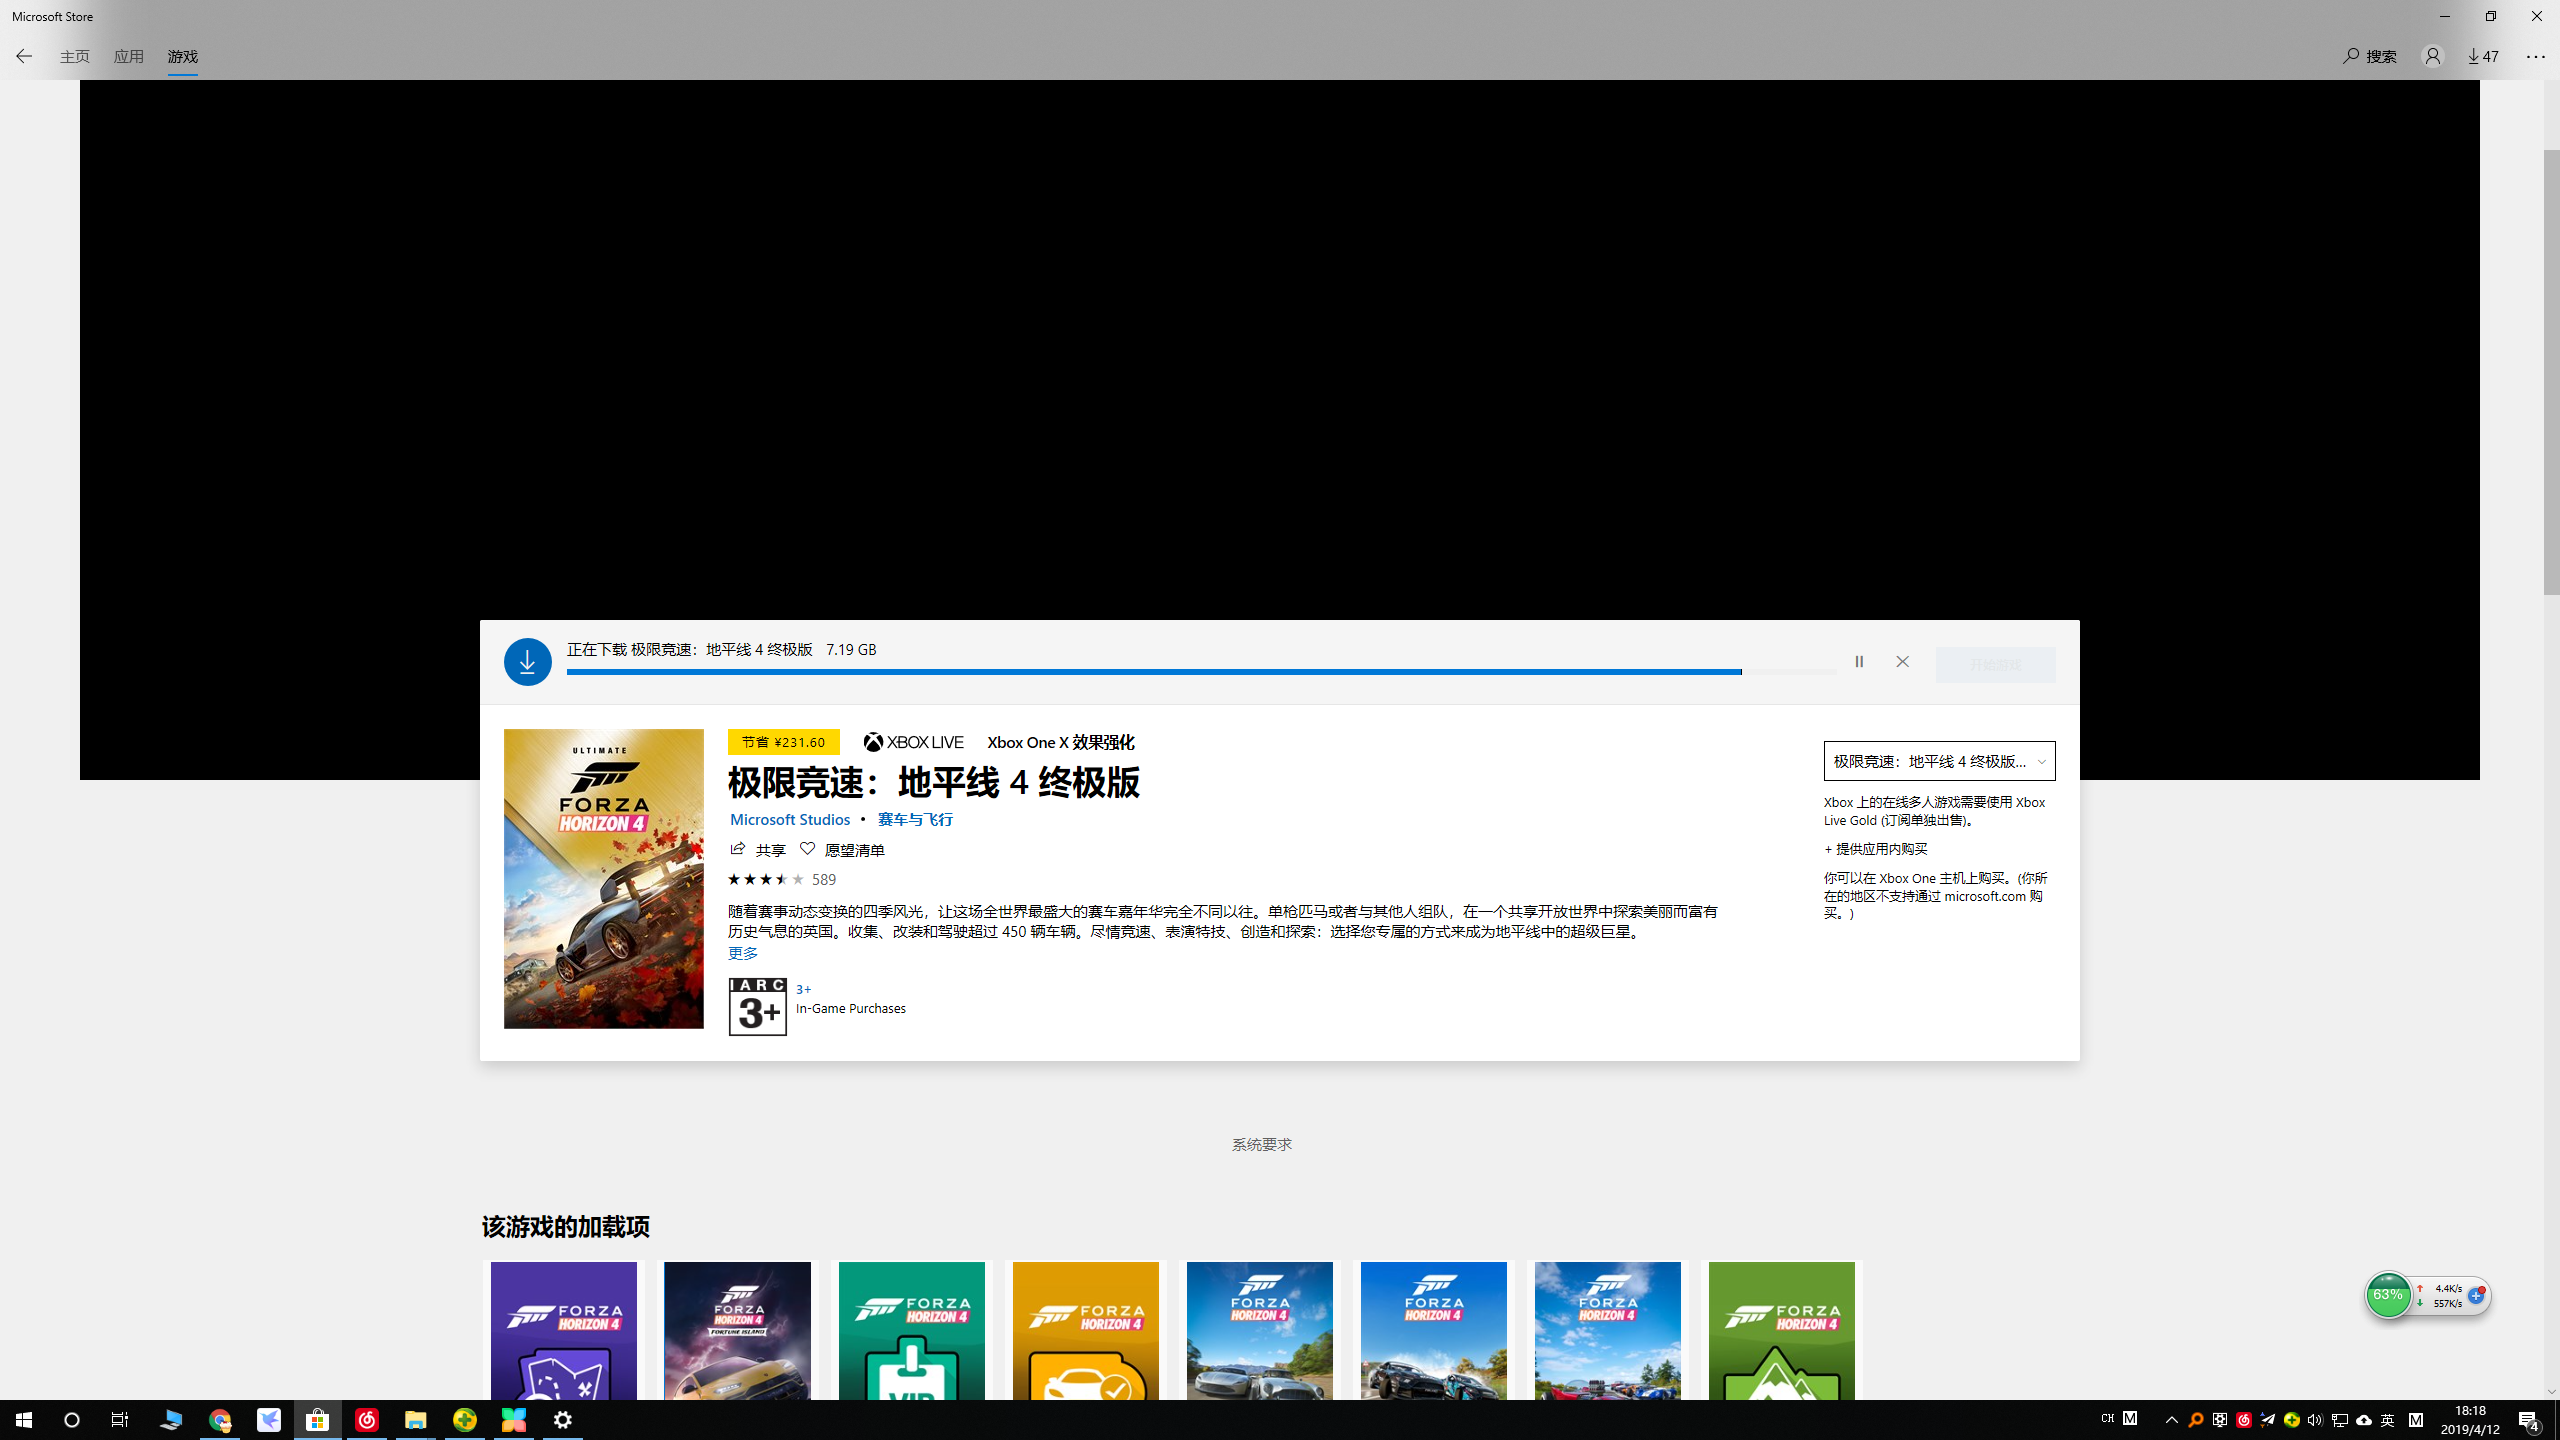 Microsoft Store
主页 应用 游戏 搜索 47
正在下载 极限竞速：地平线 4 终极版 7.19 GB
开始游戏
ULTIMATE
FORZA
HORIZON 4
节省 ¥231.60 XBOX LIVE Xbox One X 效果强化
极限竞速：地平线 4 终极版
Microsoft Studios • 赛车与飞行
共享 愿望清单
589
随着赛事动态变换的四季风光，让这场全世界最盛大的赛车嘉年华完全不同以往。单枪匹马或者与其他人组队，在一个共享开放世界中探索美丽而富有
历史气息的英国。收集、改装和驾驶超过 450 辆车辆。尽情竞速、表演特技、创造和探索：选择您专属的方式来成为地平线中的超级巨星。
更多
IARC
3+
3+
In-Game Purchases
极限竞速：地平线 4 终极版...
Xbox 上的在线多人游戏需要使用 Xbox
Live Gold (订阅单独出售)。
+ 提供应用内购买
你可以在 Xbox One 主机上购买。(你所
在的地区不支持通过 microsoft.com 购
买。)
系统要求
该游戏的加载项
FORZA
HORIZON 4
FORZA
HORIZON 4
FORTUNE ISLAND
FORZA
HORIZON 4
VIP
FORZA
HORIZON 4
FORZA
HORIZON 4
FORZA
HORIZON 4
FORZA
HORIZON 4
FORZA
HORIZON 4
63%
4.4K/s
557K/s
CH M 英 M
18:18
2019/4/12
4